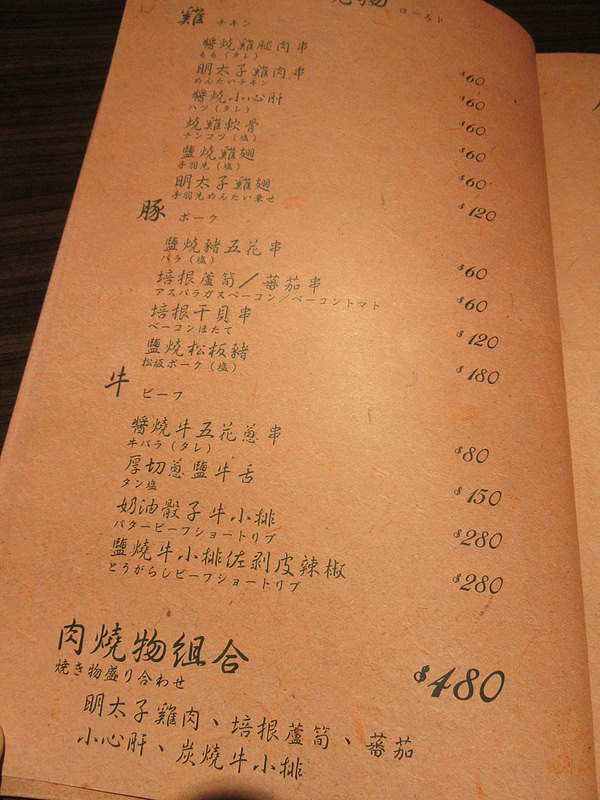 物
ロースト
雞 チキン
醬燒雞腿肉串 $60
もも(タレ)
明太子雞肉串 $60
めんたいチキン
醬燒小心肝 $60
ハツ(タレ)
燒雞軟骨 $60
ナンコツ(塩)
鹽燒雞翅 $60
手羽先(塩)
明太子雞翅 $120
手羽先めんたい乗せ
豚 ポーク
鹽燒豬五花串 $60
バラ(塩)
培根蘆筍／蕃茄串 $60
アスパラガスベーコン／ベーコントマト
培根干貝串 $120
ベーコンほたて
鹽燒松板豬 $180
松坂ポーク(塩)
牛 ビーフ
醬燒牛五花蔥串 $80
牛バラ(タレ)
厚切蔥鹽牛舌 $150
タン塩
奶油骰子牛小排 $280
バタービーフショートリブ
鹽燒牛小排佐剥皮辣椒 $280
とうがらしビーフショートリブ
肉燒物組合 $480
焼き物盛り合わせ
明太子雞肉、培根蘆筍、蕃茄
小心肝、炭燒牛小排